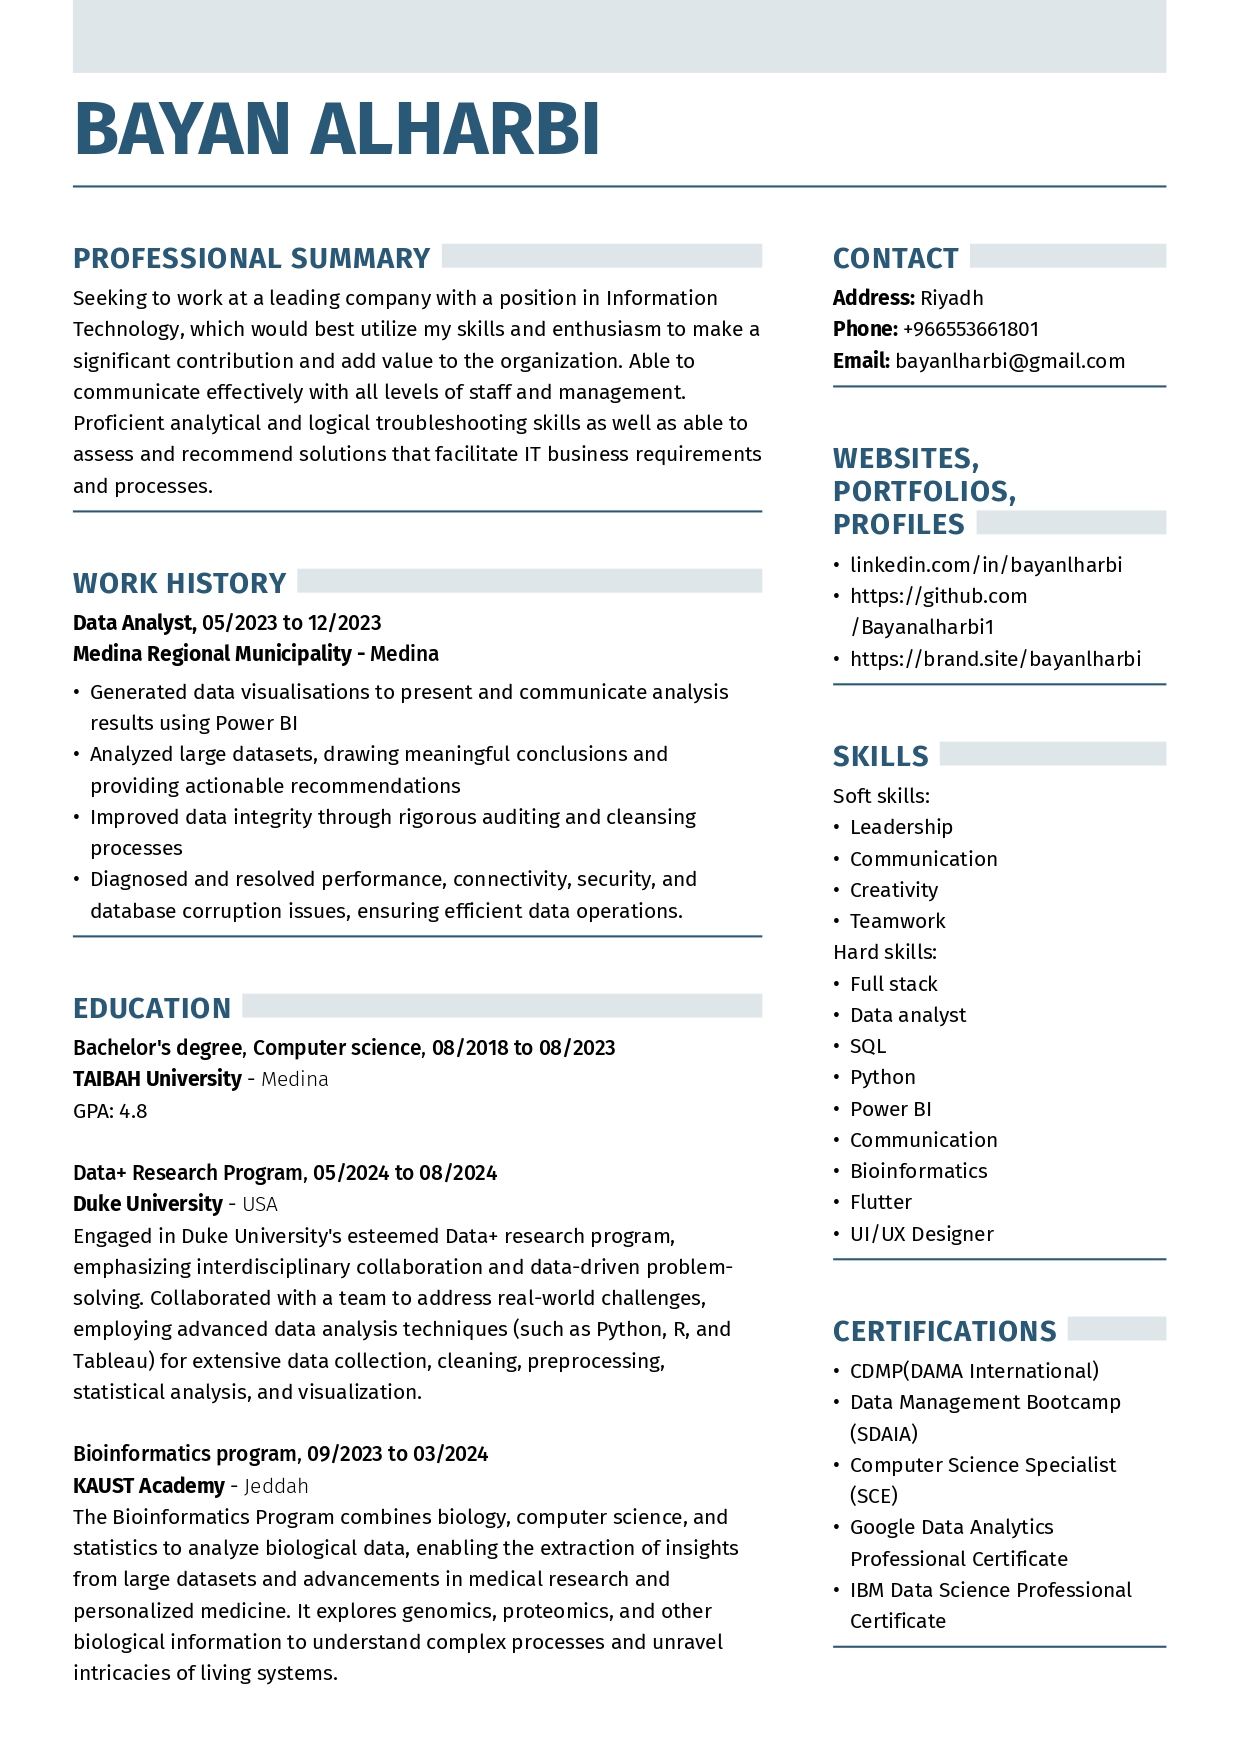 BAYAN ALHARBI
PROFESSIONAL SUMMARY
Seeking to work at a leading company with a position in Information
Technology, which would best utilize my skills and enthusiasm to make a
significant contribution and add value to the organization. Able to
communicate effectively with all levels of staff and management.
Proficient analytical and logical troubleshooting skills as well as able to
assess and recommend solutions that facilitate IT business requirements
and processes.
WORK HISTORY
Data Analyst, 05/2023 to 12/2023
Medina Regional Municipality - Medina
• Generated data visualisations to present and communicate analysis
results using Power BI
• Analyzed large datasets, drawing meaningful conclusions and
providing actionable recommendations
• Improved data integrity through rigorous auditing and cleansing
processes
• Diagnosed and resolved performance, connectivity, security, and
database corruption issues, ensuring efficient data operations.
EDUCATION
Bachelor's degree, Computer science, 08/2018 to 08/2023
TAIBAH University - Medina
GPA: 4.8
Data+ Research Program, 05/2024 to 08/2024
Duke University - USA
Engaged in Duke University's esteemed Data+ research program,
emphasizing interdisciplinary collaboration and data-driven problem-
solving. Collaborated with a team to address real-world challenges,
employing advanced data analysis techniques (such as Python, R, and
Tableau) for extensive data collection, cleaning, preprocessing,
statistical analysis, and visualization.
Bioinformatics program, 09/2023 to 03/2024
KAUST Academy - Jeddah
The Bioinformatics Program combines biology, computer science, and
statistics to analyze biological data, enabling the extraction of insights
from large datasets and advancements in medical research and
personalized medicine. It explores genomics, proteomics, and other
biological information to understand complex processes and unravel
intricacies of living systems.
CONTACT
Address: Riyadh
Phone: +966553661801
Email: bayanlharbi@gmail.com
WEBSITES,
PORTFOLIOS,
PROFILES
• linkedin.com/in/bayanlharbi
• https://github.com
/Bayanalharbi1
• https://brand.site/bayanlharbi
SKILLS
Soft skills:
• Leadership
• Communication
• Creativity
• Teamwork
Hard skills:
• Full stack
• Data analyst
• SQL
• Python
• Power BI
• Communication
• Bioinformatics
• Flutter
• UI/UX Designer
CERTIFICATIONS
• CDMP(DAMA International)
• Data Management Bootcamp
(SDAIA)
• Computer Science Specialist
(SCE)
• Google Data Analytics
Professional Certificate
• IBM Data Science Professional
Certificate